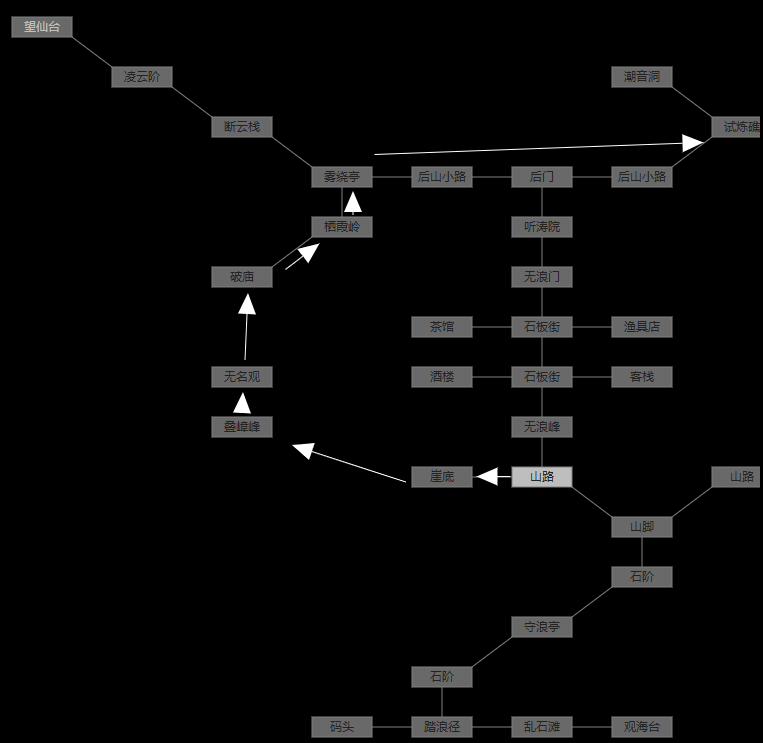 望仙台
凌云阶
潮音洞
断云栈
试炼礁
雾绕亭
后山小路
后门
后山小路
栖霞岭
听涛院
破庙
无浪门
茶馆
石板街
渔具店
无名观
酒楼
石板街
客栈
叠嶂峰
无浪峰
崖底
山路
山路
山脚
石阶
守浪亭
石阶
码头
踏浪径
乱石滩
观海台